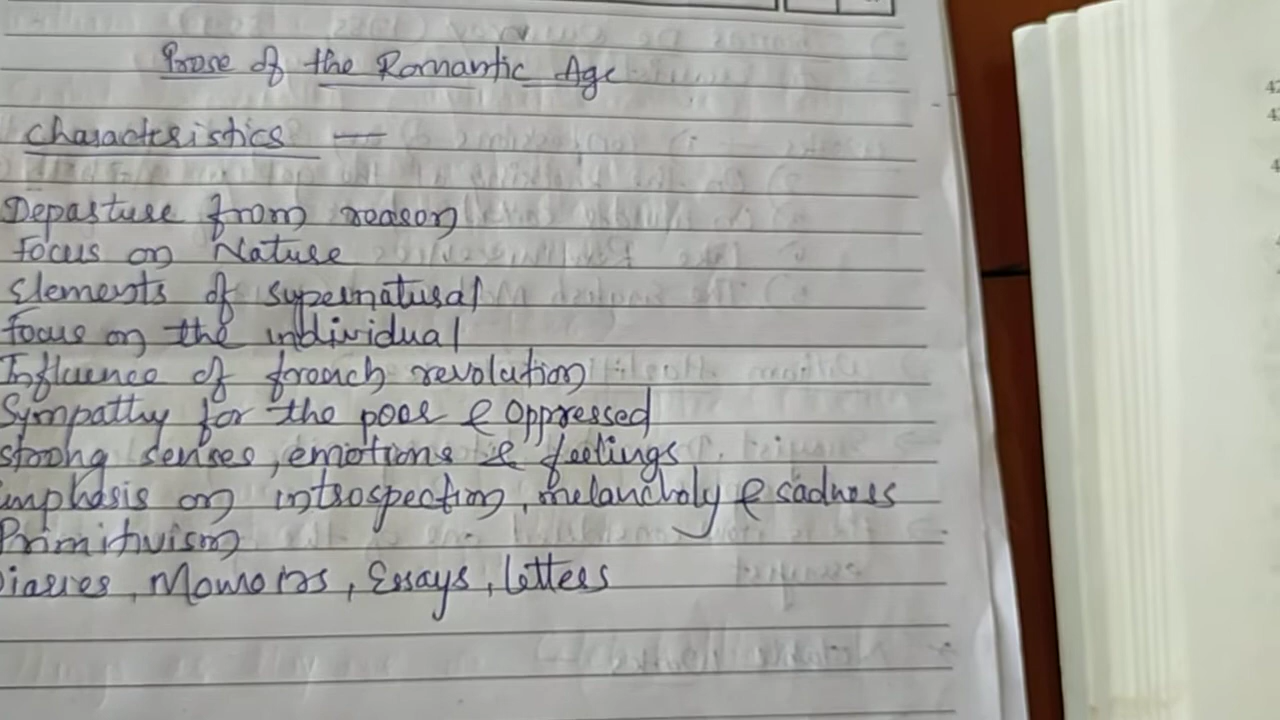 Prose of the Romantic Age
Characteristics —
Departure from reason
Focus on Nature
Elements of supernatural
Focus on the individual
Influence of french revolution
Sympathy for the poor & Oppressed
strong senses, emotions & feelings
Emphasis on introspection, melancholy & sadness
Primitivism
Diaries, Memoirs, Essays, letters